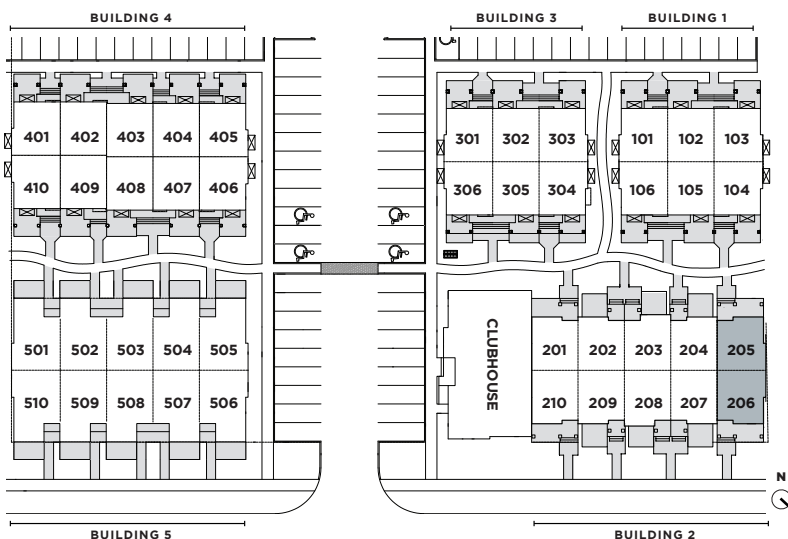 BUILDING 4
BUILDING 3
BUILDING 1
401 402 403 404 405
410 409 408 407 406
301 302 303
306 305 304
101 102 103
106 105 104
501 502 503 504 505
510 509 508 507 506
CLUBHOUSE
201 202 203 204 205
210 209 208 207 206
N
BUILDING 5
BUILDING 2